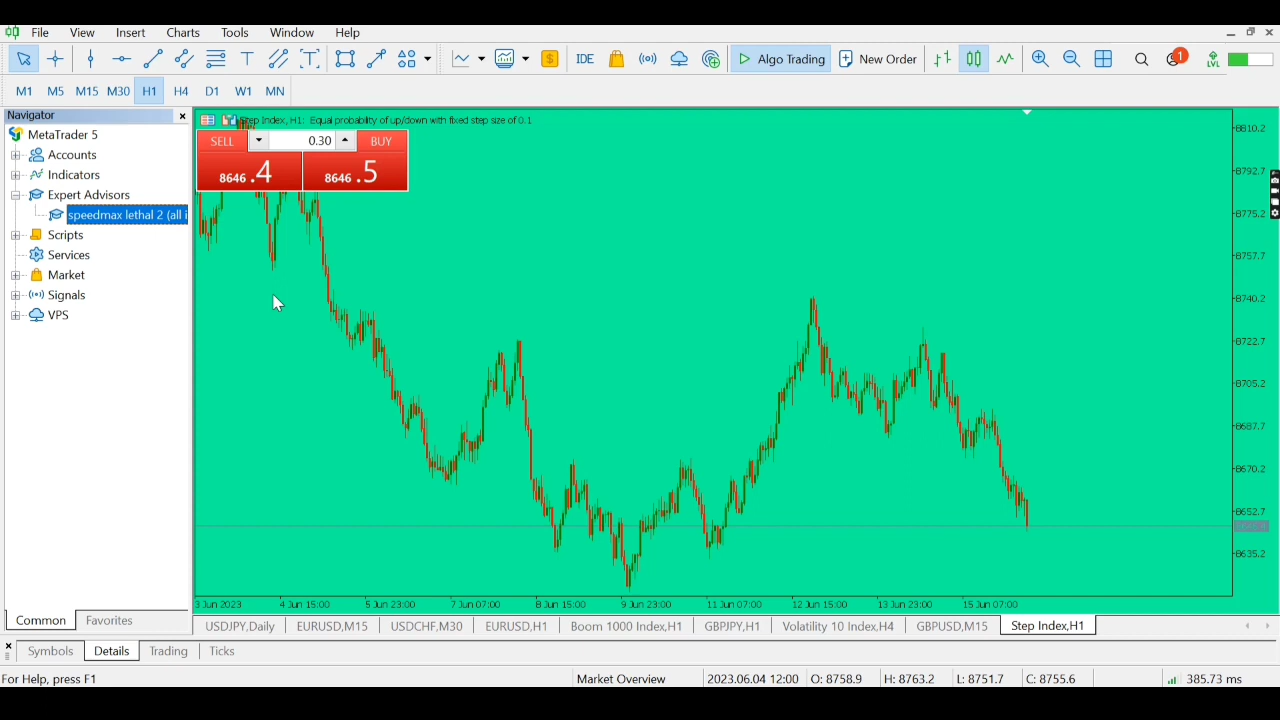 File View Insert Charts Tools Window Help
IDE Algo Trading New Order 1 LVL
M1 M5 M15 M30 H1 H4 D1 W1 MN
Navigator
MetaTrader 5
Accounts
Indicators
Expert Advisors
speedmax lethal 2 (all i
Scripts
Services
Market
Signals
VPS
Common Favorites
Step Index, H1: Equal probability of up/down with fixed step size of 0.1
SELL 0.30 BUY
8646 .4 8646 .5
8810.2
8792.7
8775.2
8757.7
8740.2
8722.7
8705.2
8687.7
8670.2
8652.7
8635.2
3 Jun 2023 4 Jun 15:00 5 Jun 23:00 7 Jun 07:00 8 Jun 15:00 9 Jun 23:00 11 Jun 07:00 12 Jun 15:00 13 Jun 23:00 15 Jun 07:00
USDJPY,Daily EURUSD,M15 USDCHF,M30 EURUSD,H1 Boom 1000 Index,H1 GBPJPY,H1 Volatility 10 Index,H4 GBPUSD,M15 Step Index,H1
Symbols Details Trading Ticks
For Help, press F1 Market Overview 2023.06.04 12:00 O: 8758.9 H: 8763.2 L: 8751.7 C: 8755.6 385.73 ms